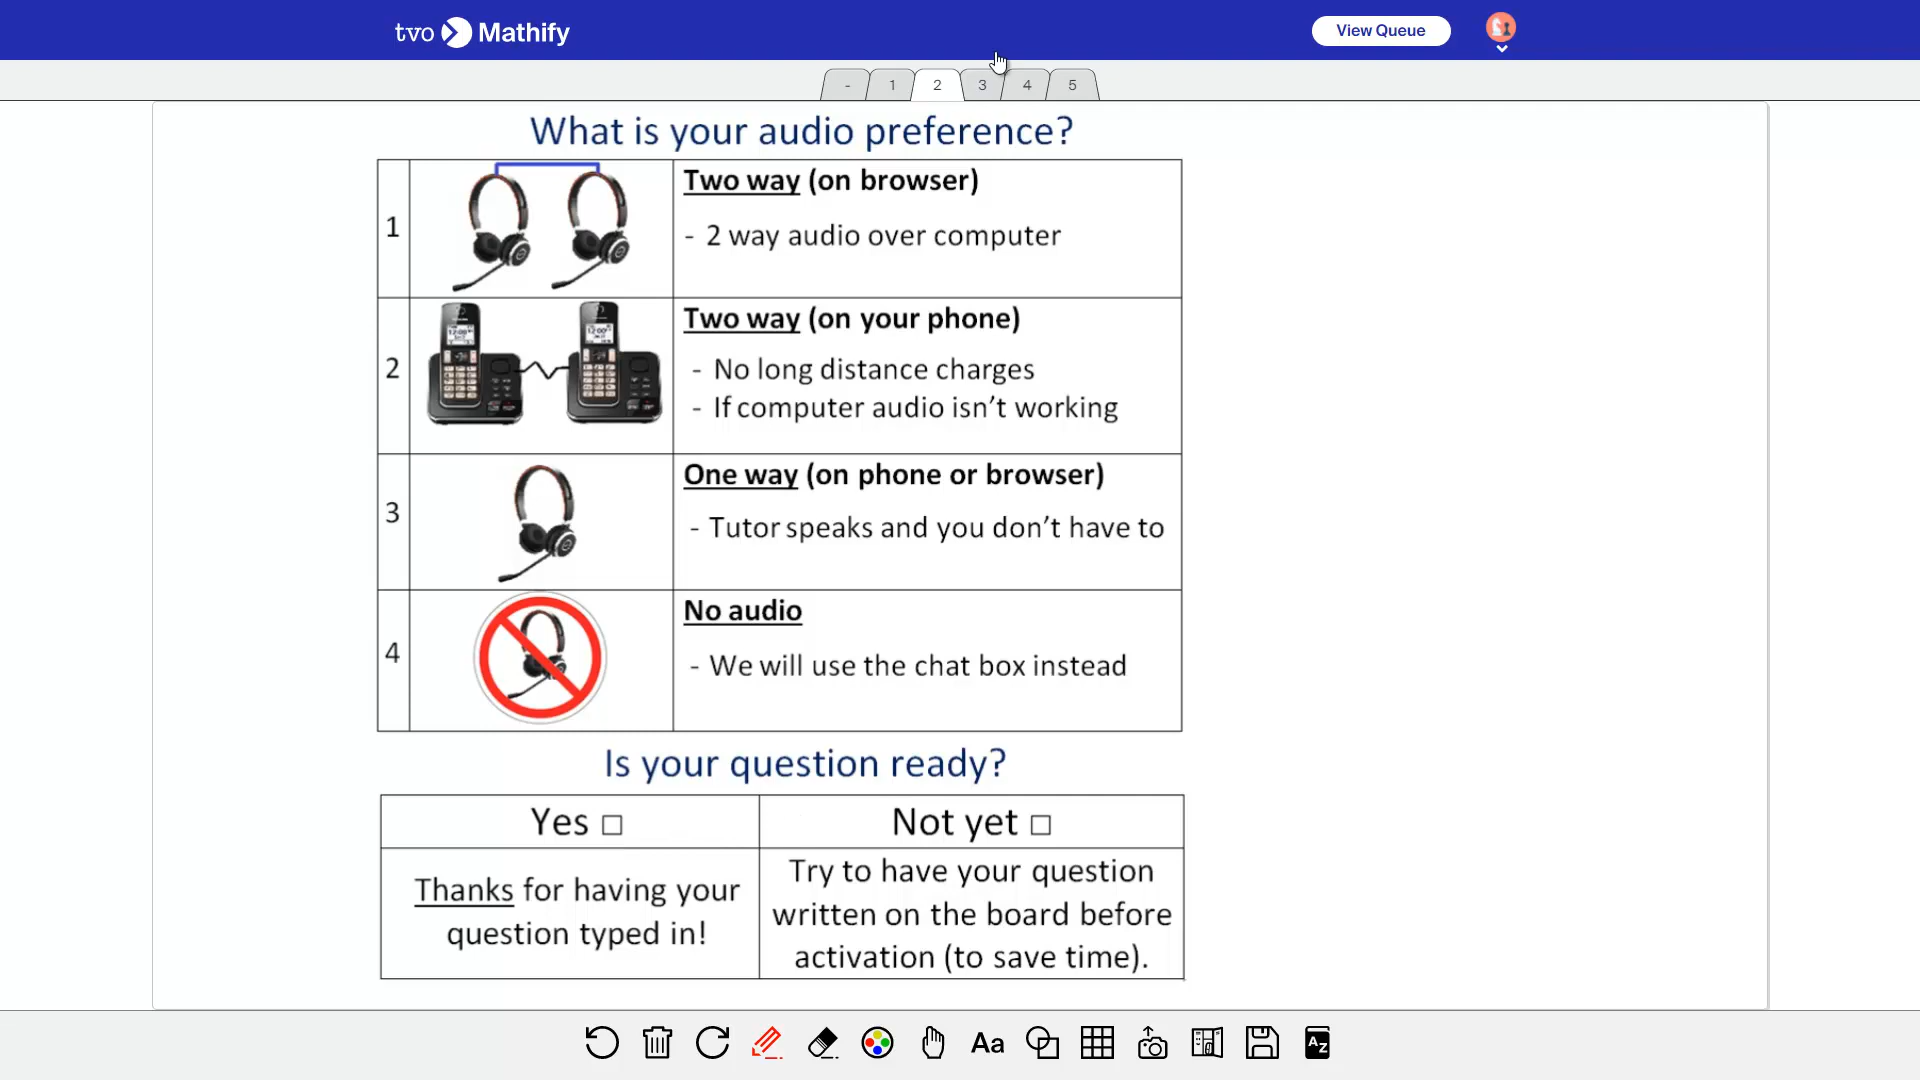 tvo Mathify
View Queue
- 1 2 3 4 5
What is your audio preference?
1
Two way (on browser)
- 2 way audio over computer
2
Two way (on your phone)
- No long distance charges
- If computer audio isn't working
3
One way (on phone or browser)
- Tutor speaks and you don't have to
4
No audio
- We will use the chat box instead
Is your question ready?
Yes □
Not yet □
Thanks for having your
question typed in!
Try to have your question
written on the board before
activation (to save time).
Aa
AZ